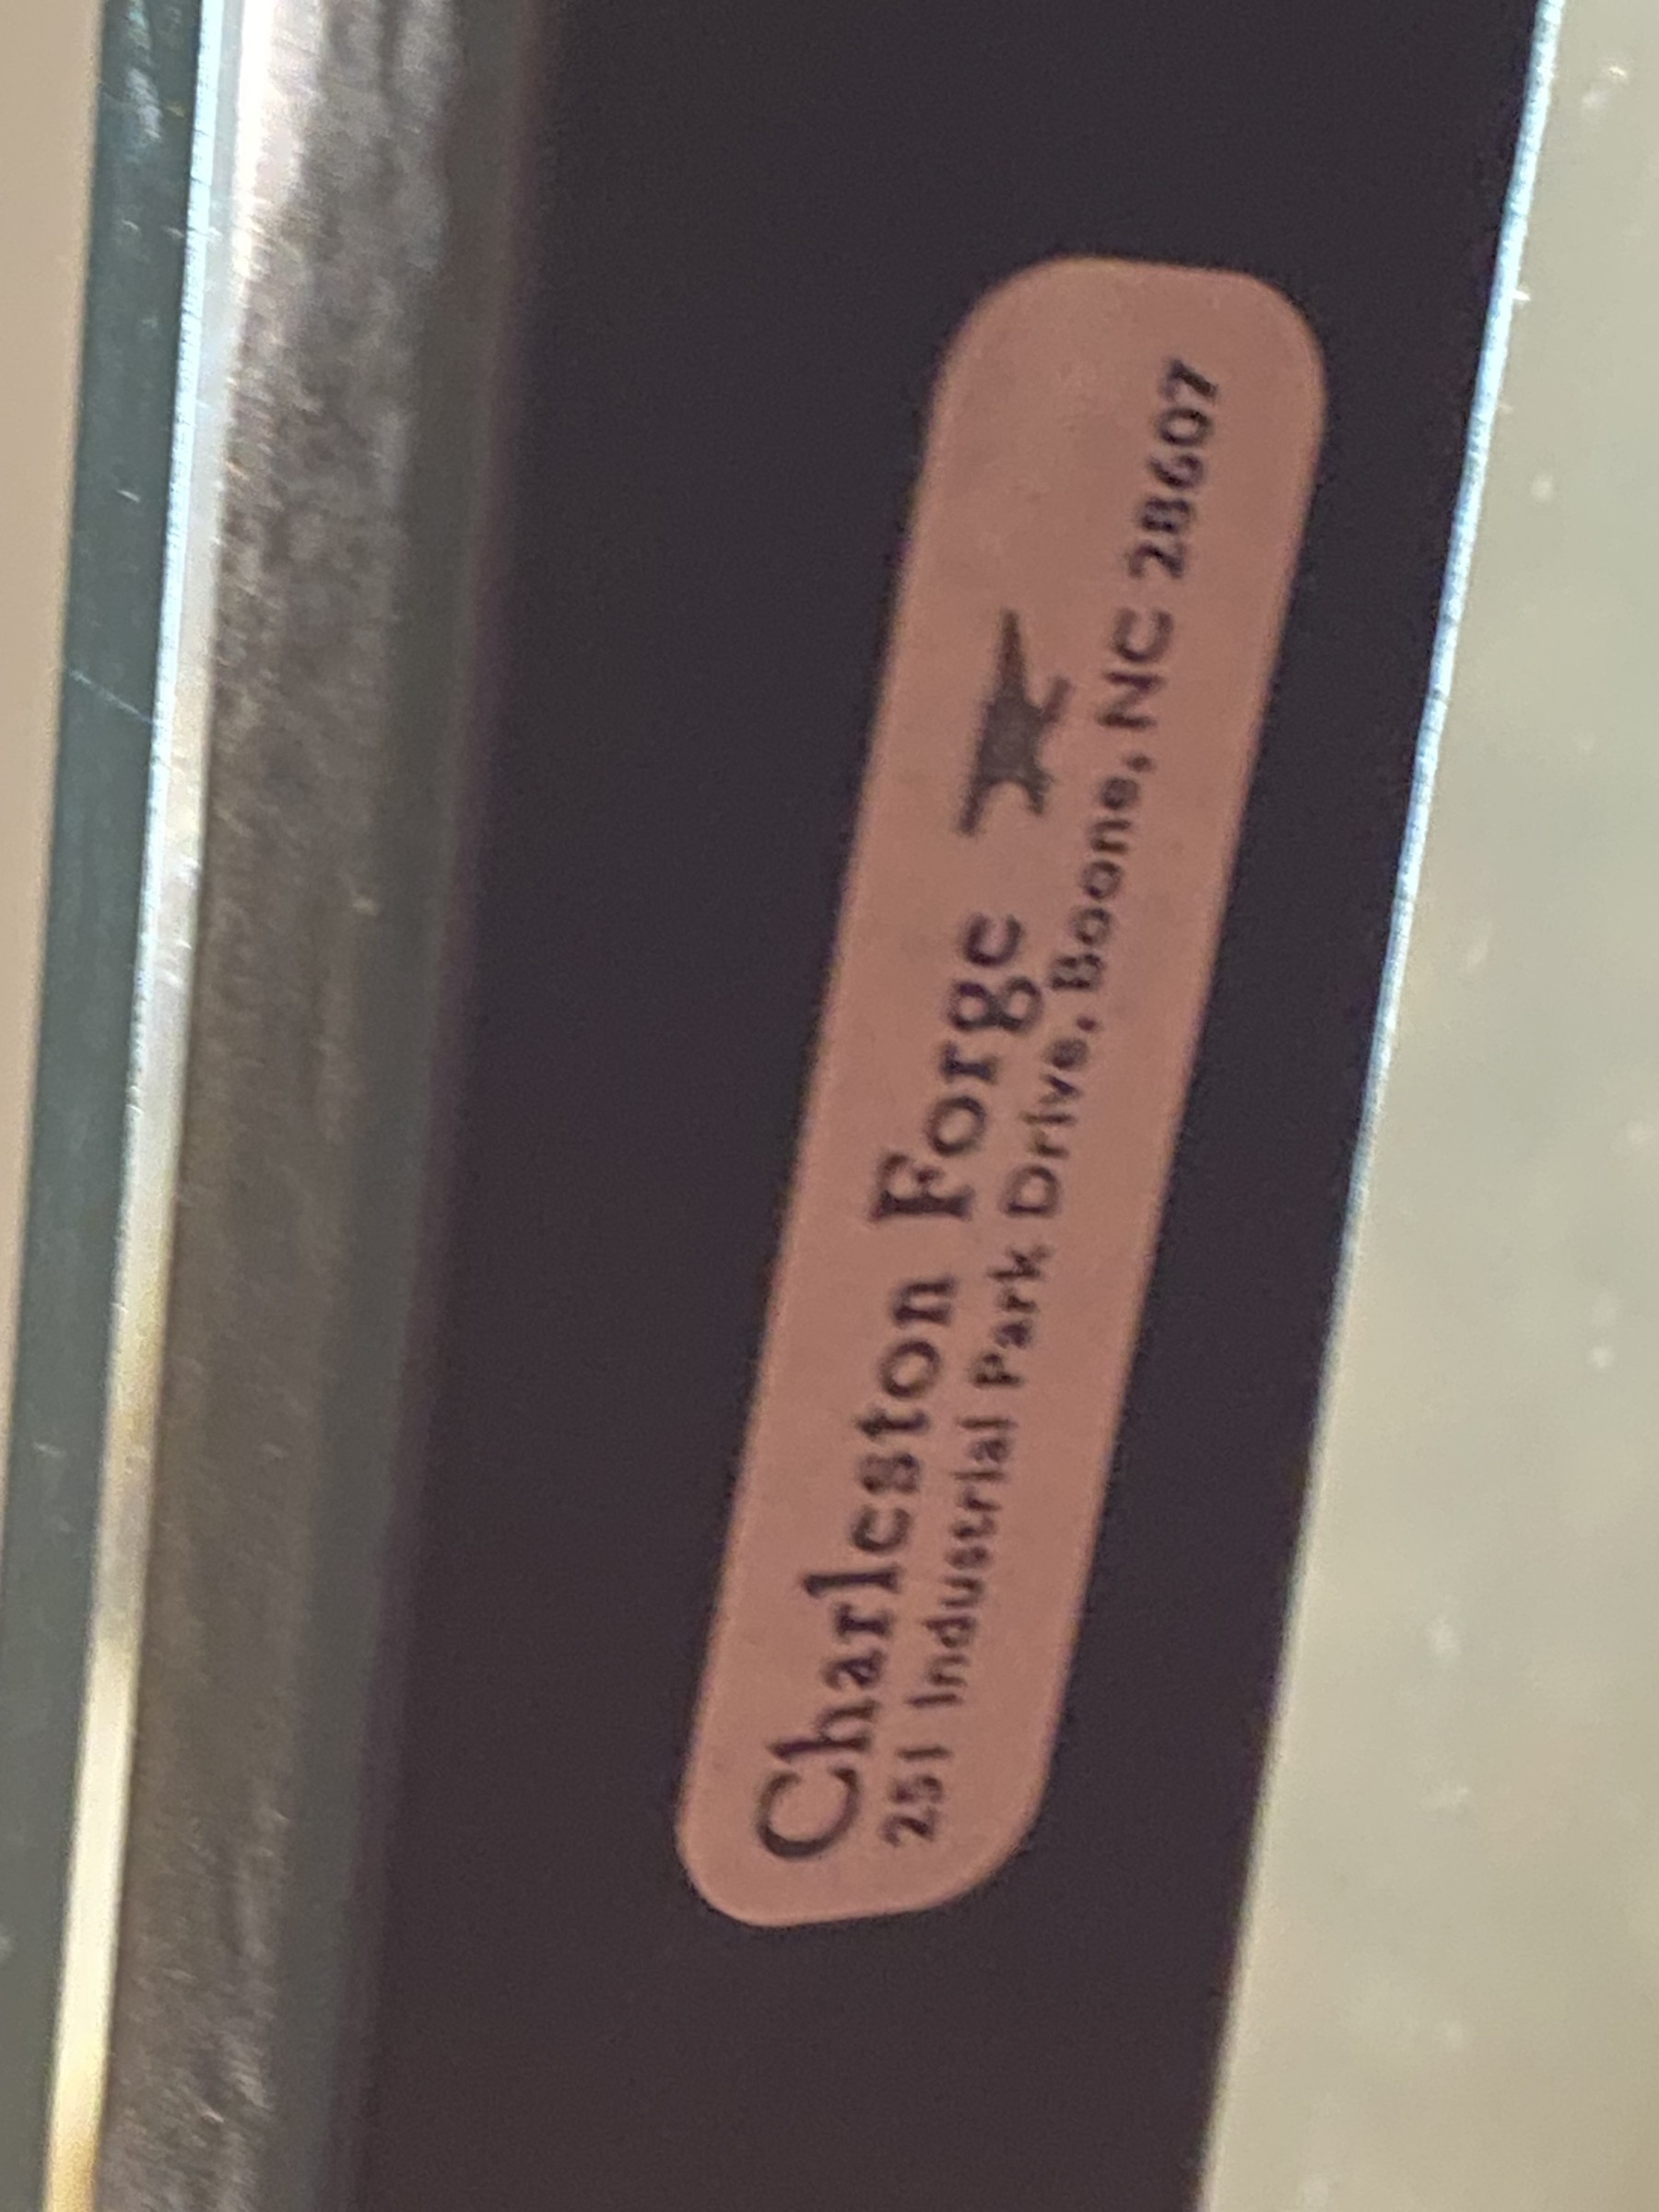 Charleston Forge
251 Industrial Park Drive, Boone, NC 28607